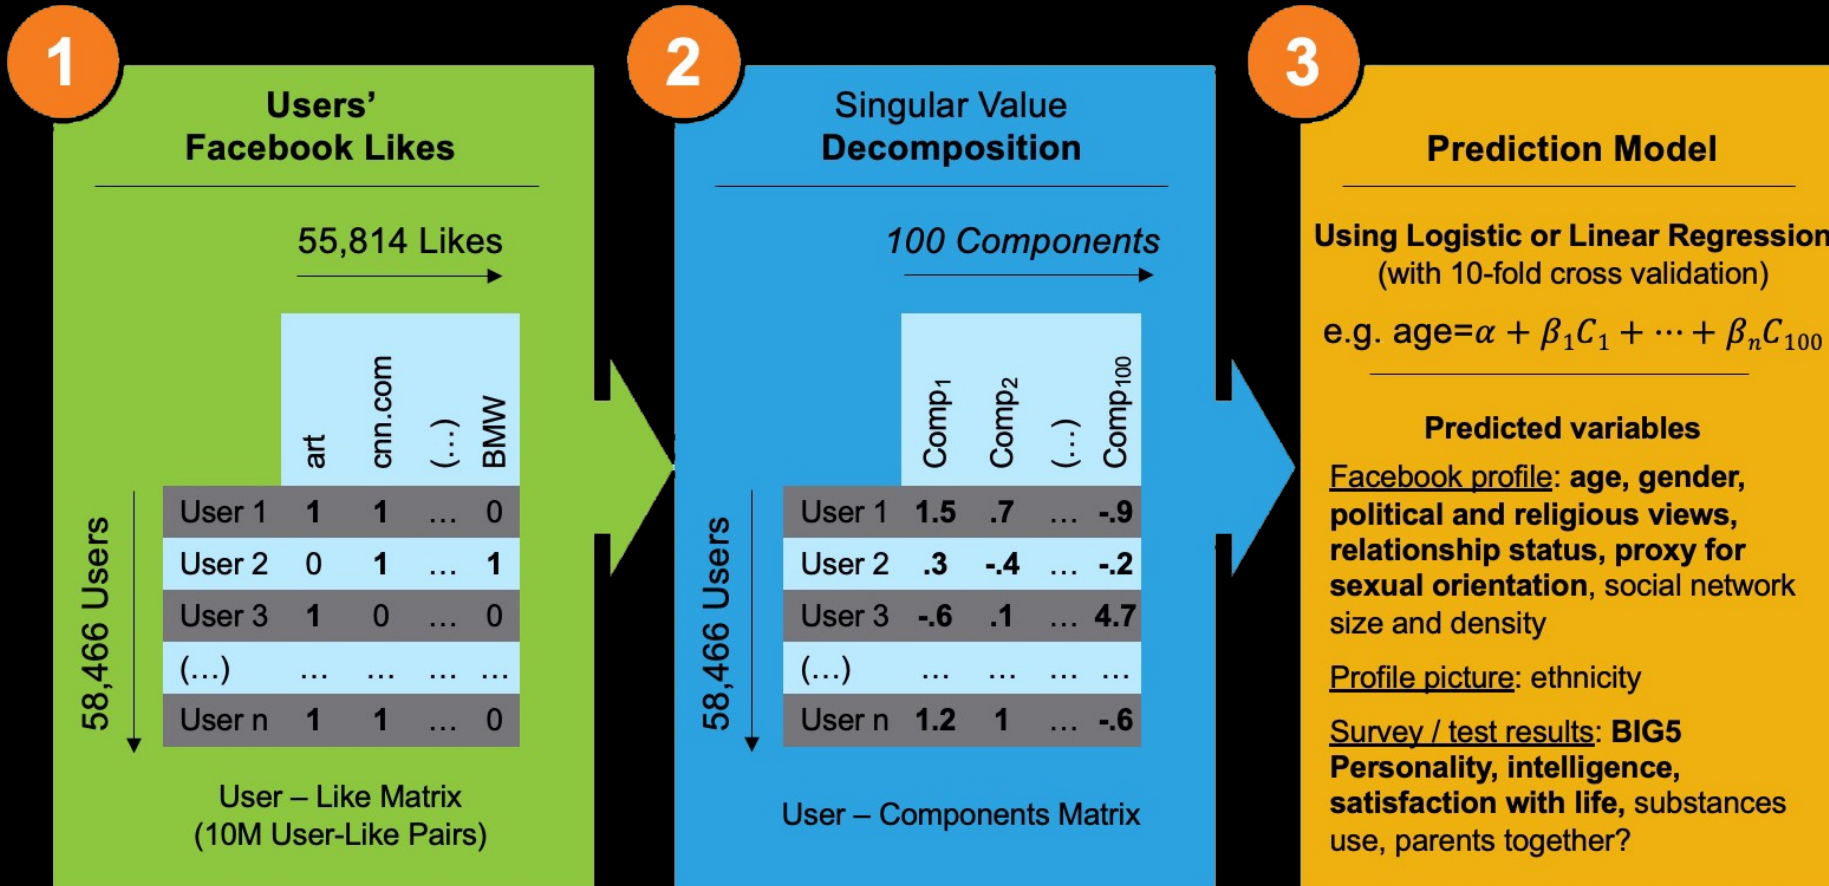 1
Users'
Facebook Likes
55,814 Likes
art cnn.com (...) BMW
58,466 Users
User 1 1 1 ... 0
User 2 0 1 ... 1
User 3 1 0 ... 0
(...) ... ... ... ...
User n 1 1 ... 0
User – Like Matrix
(10M User-Like Pairs)
2
Singular Value
Decomposition
100 Components
Comp₁ Comp₂ (...) Comp₁₀₀
58,466 Users
User 1 1.5 .7 ... -.9
User 2 .3 -.4 ... -.2
User 3 -.6 .1 ... 4.7
(...) ... ... ... ...
User n 1.2 1 ... -.6
User – Components Matrix
3
Prediction Model
Using Logistic or Linear Regression
(with 10-fold cross validation)
e.g. age=α + β₁C₁ + ⋯ + βₙC₁₀₀
Predicted variables
Facebook profile: age, gender,
political and religious views,
relationship status, proxy for
sexual orientation, social network
size and density
Profile picture: ethnicity
Survey / test results: BIG5
Personality, intelligence,
satisfaction with life, substances
use, parents together?